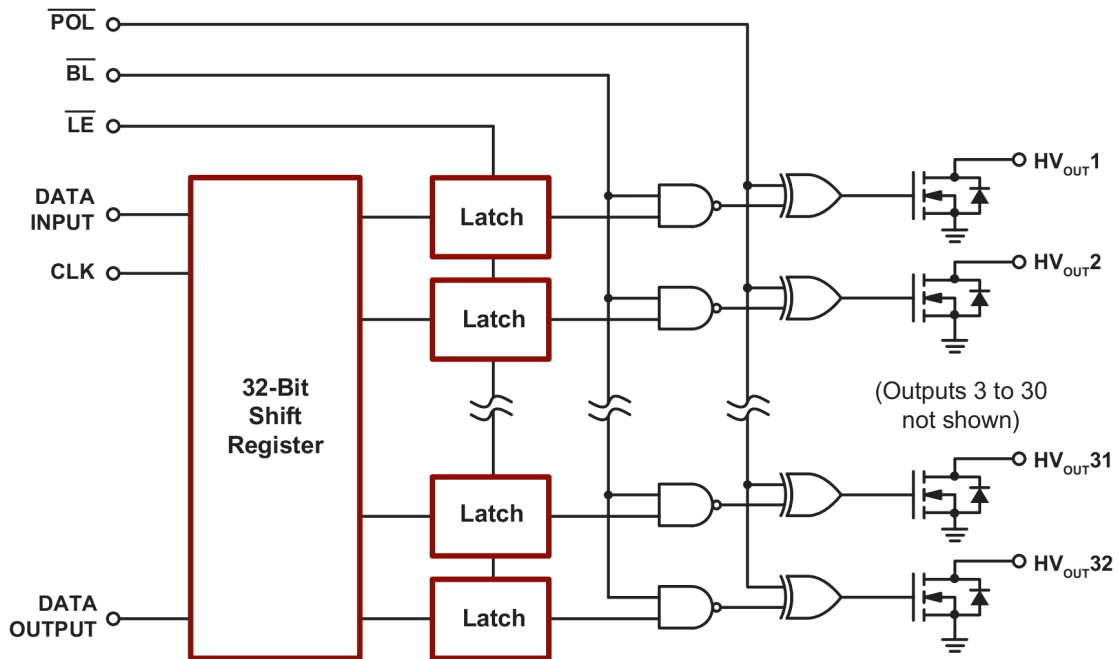 POL
BL
LE
DATA
INPUT
CLK
32-Bit
Shift
Register
DATA
OUTPUT
Latch
Latch
Latch
Latch
HVOUT1
HVOUT2
(Outputs 3 to 30
not shown)
HVOUT31
HVOUT32